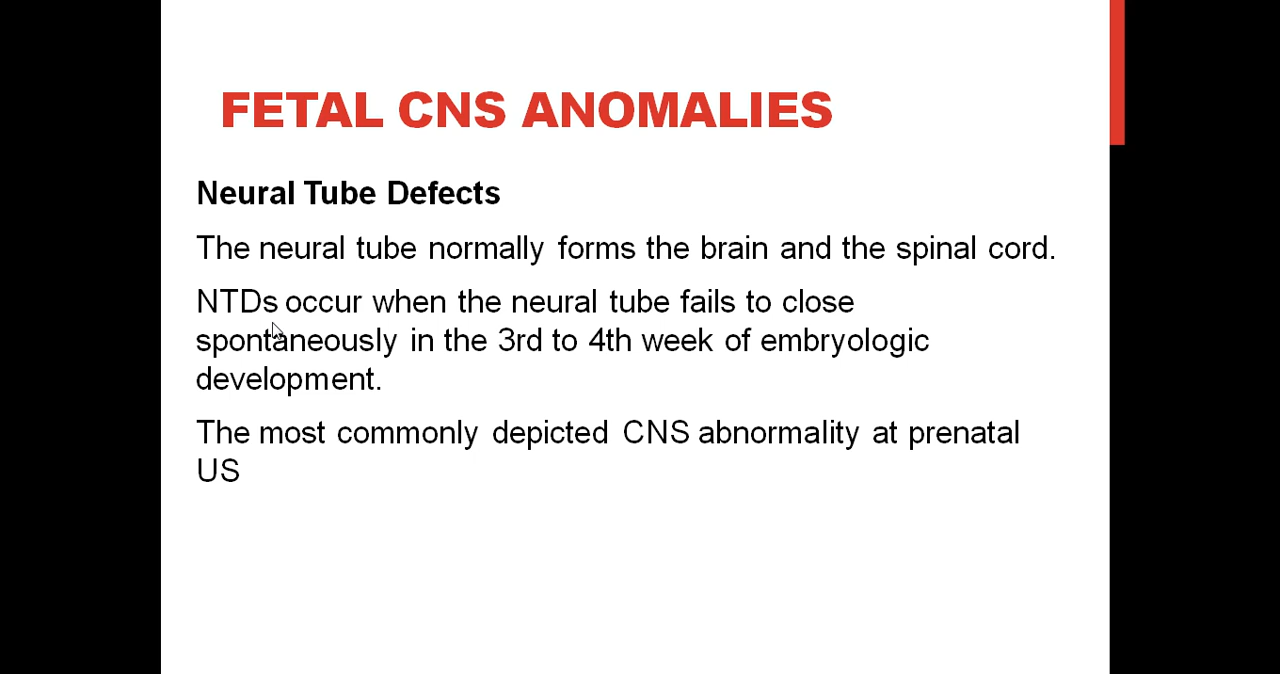 FETAL CNS ANOMALIES
Neural Tube Defects
The neural tube normally forms the brain and the spinal cord.
NTDs occur when the neural tube fails to close
spontaneously in the 3rd to 4th week of embryologic
development.
The most commonly depicted CNS abnormality at prenatal
US